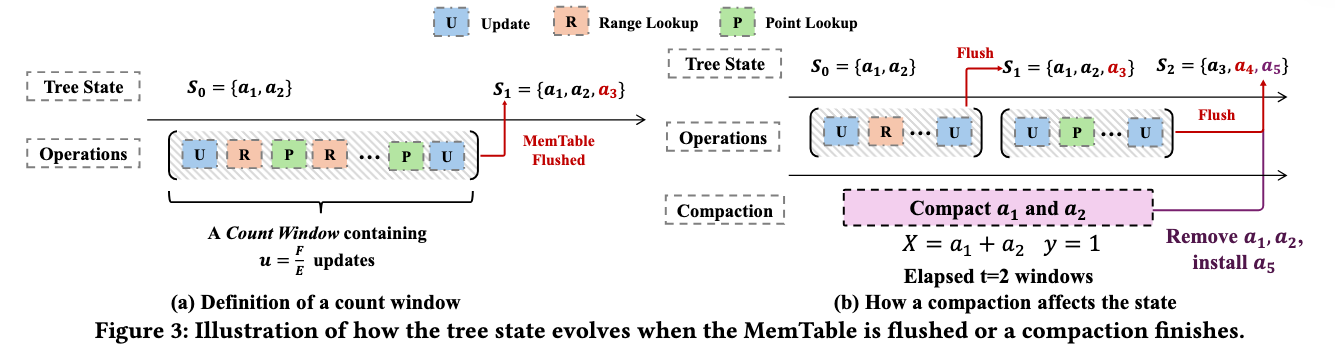 U Update R Range Lookup P Point Lookup
Tree State
S₀ = {a₁, a₂}
S₁ = {a₁, a₂, a₃}
Operations
U R P R ••• P U
MemTable
Flushed
A Count Window containing
u = F/E updates
(a) Definition of a count window
Tree State
S₀ = {a₁, a₂}
Flush
S₁ = {a₁, a₂, a₃}
S₂ = {a₃, a₄, a₅}
Operations
U R ••• U
U P ••• U
Flush
Compaction
Compact a₁ and a₂
X = a₁ + a₂ y = 1
Elapsed t=2 windows
Remove a₁, a₂,
install a₅
(b) How a compaction affects the state
Figure 3: Illustration of how the tree state evolves when the MemTable is flushed or a compaction finishes.